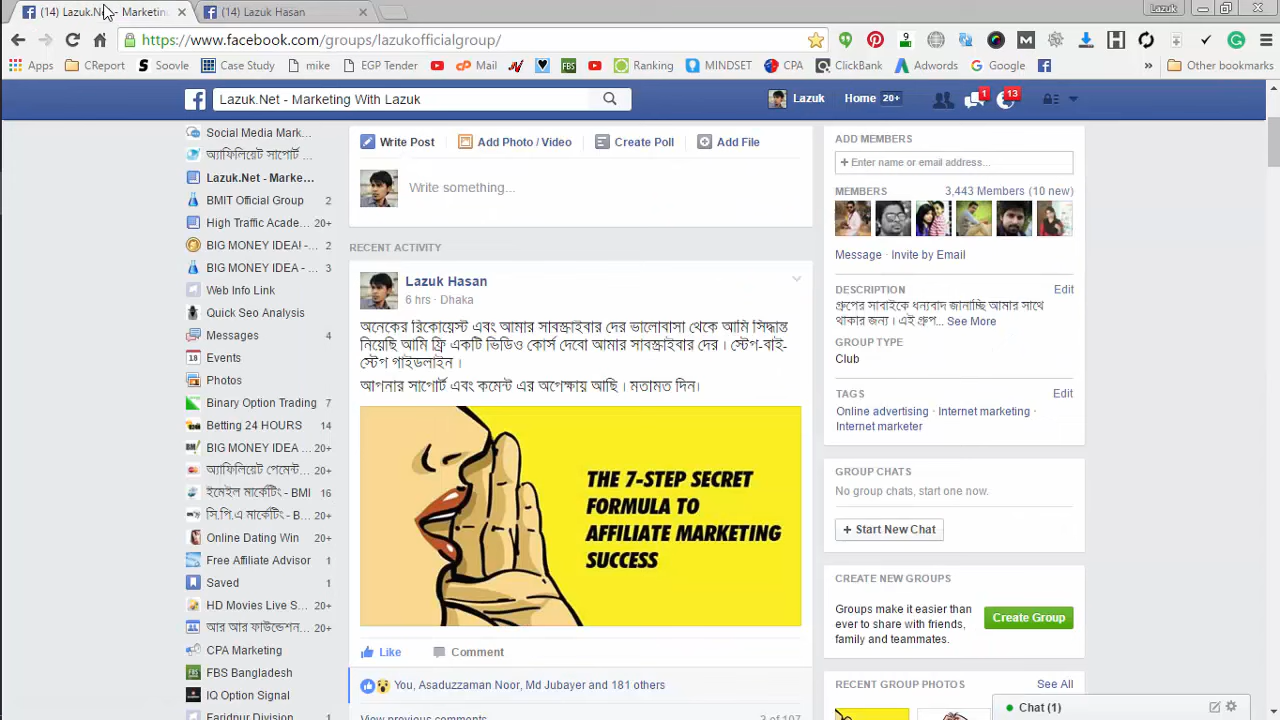 (14) Lazuk.Net - Marketin
(14) Lazuk Hasan
Lazuk
https://www.facebook.com/groups/lazukofficialgroup/
9
Apps
CReport
Soovle
Case Study
mike
EGP Tender
Mail
FBS
Ranking
MINDSET
CPA
ClickBank
Adwords
Google
»
Other bookmarks
Lazuk.Net - Marketing With Lazuk
Lazuk
Home 20+
1
13
Social Media Mark...
অ্যাফিলিয়েট সাপোর্ট ...
Lazuk.Net - Marke...
BMIT Official Group 2
High Traffic Acade... 20+
BIG MONEY IDEA! -... 2
BIG MONEY IDEA - ... 3
Web Info Link
Quick Seo Analysis
Messages 4
18 Events
Photos
Binary Option Trading 7
Betting 24 HOURS 14
BIG MONEY IDEA ... 20+
অ্যাফিলিয়েট পেমেন্ট ... 20+
ইমেইল মার্কেটিং - BMI 16
সি.পি.এ মার্কেটিং - B... 20+
Online Dating Win 20+
Free Affiliate Advisor 1
Saved 1
HD Movies Live S... 20+
আর আর ফাউন্ডেশন... 20+
CPA Marketing
FBS Bangladesh
IQ Option Signal
Faridpur Division
Write Post
Add Photo / Video
Create Poll
Add File
Write something...
RECENT ACTIVITY
Lazuk Hasan
6 hrs · Dhaka
অনেকের রিকোয়েস্ট এবং আমার সাবস্ক্রাইবার দের ভালোবাসা থেকে আমি সিদ্ধান্ত
নিয়েছি আমি ফ্রি একটি ভিডিও কোর্স দেবো আমার সাবস্ক্রাইবার দের । স্টেপ-বাই-
স্টেপ গাইডলাইন ।
আপনার সাপোর্ট এবং কমেন্ট এর অপেক্ষায় আছি । মতামত দিন।
THE 7-STEP SECRET
FORMULA TO
AFFILIATE MARKETING
SUCCESS
Like
Comment
You, Asaduzzaman Noor, Md Jubayer and 181 others
View previous comments
3 of 107
ADD MEMBERS
+ Enter name or email address...
MEMBERS
3,443 Members (10 new)
Message · Invite by Email
DESCRIPTION
Edit
গ্রুপের সবাইকে ধন্যবাদ জানাচ্ছি আমার সাথে
থাকার জন্য । এই গ্রুপ... See More
GROUP TYPE
Club
TAGS
Edit
Online advertising · Internet marketing ·
Internet marketer
GROUP CHATS
No group chats, start one now.
+ Start New Chat
CREATE NEW GROUPS
Groups make it easier than
ever to share with friends,
family and teammates.
Create Group
RECENT GROUP PHOTOS
See All
Chat (1)